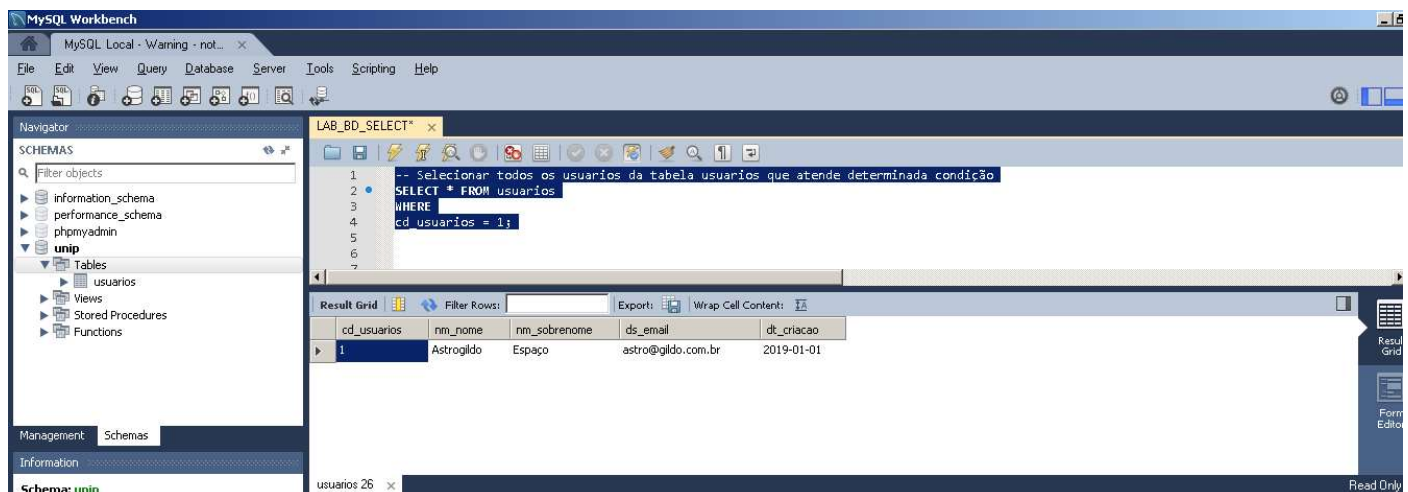 MySQL Workbench
MySQL Local - Warning - not...
File Edit View Query Database Server Tools Scripting Help
Navigator
SCHEMAS
Filter objects
information_schema
performance_schema
phpmyadmin
unip
Tables
usuarios
Views
Stored Procedures
Functions
Management Schemas
Information
Schema: unip
LAB_BD_SELECT*
1 -- Selecionar todos os usuarios da tabela usuarios que atende determinada condição
2 SELECT * FROM usuarios
3 WHERE
4 cd_usuarios = 1;
5
6
7
Result Grid Filter Rows: Export: Wrap Cell Content:
cd_usuarios nm_nome nm_sobrenome ds_email dt_criacao
1 Astrogildo Espaço astro@gildo.com.br 2019-01-01
Result
Grid
Form
Editor
usuarios 26 Read Only